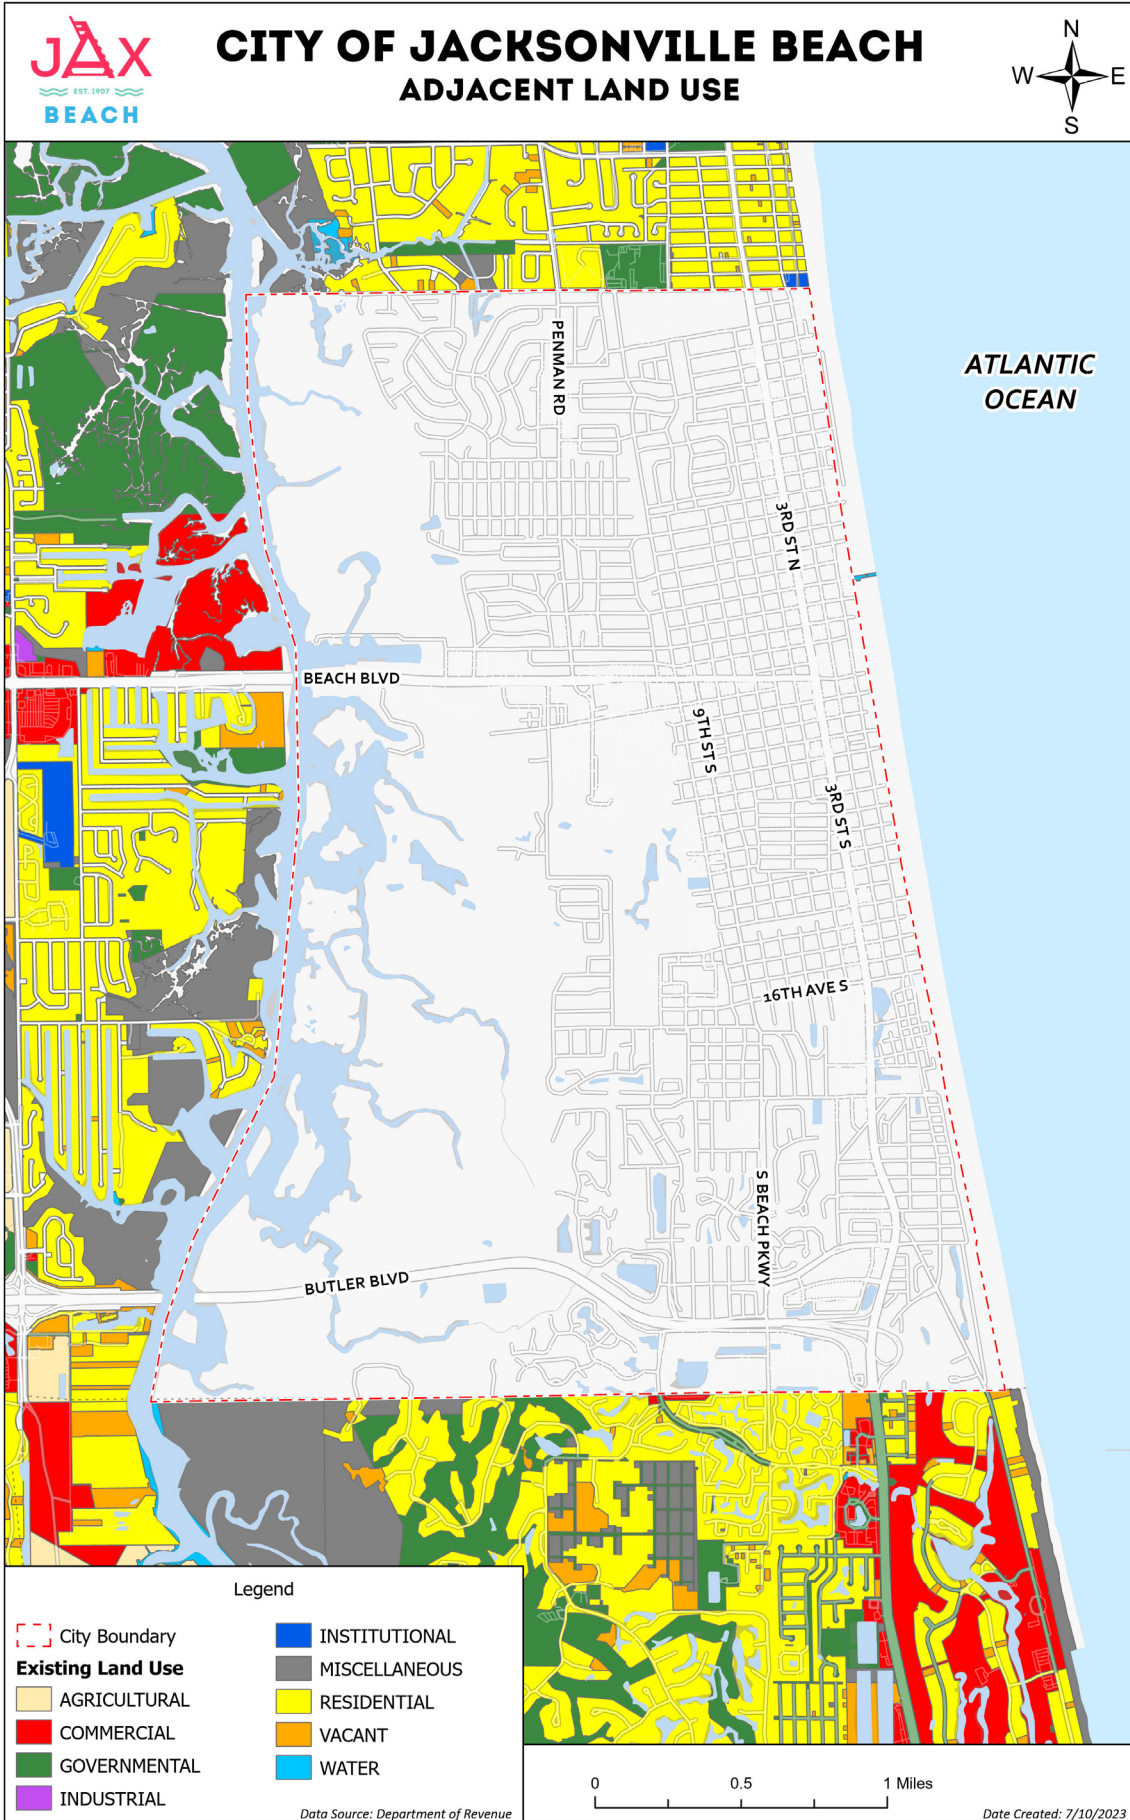 JAX
EST. 1907
BEACH
CITY OF JACKSONVILLE BEACH
ADJACENT LAND USE
N
W
E
S
ATLANTIC
OCEAN
PENMAN RD
3RD ST N
BEACH BLVD
9TH ST S
3RD ST S
16TH AVE S
S BEACH PKWY
BUTLER BLVD
Legend
City Boundary
Existing Land Use
AGRICULTURAL
COMMERCIAL
GOVERNMENTAL
INDUSTRIAL
INSTITUTIONAL
MISCELLANEOUS
RESIDENTIAL
VACANT
WATER
Data Source: Department of Revenue
0 0.5 1 Miles
Date Created: 7/10/2023